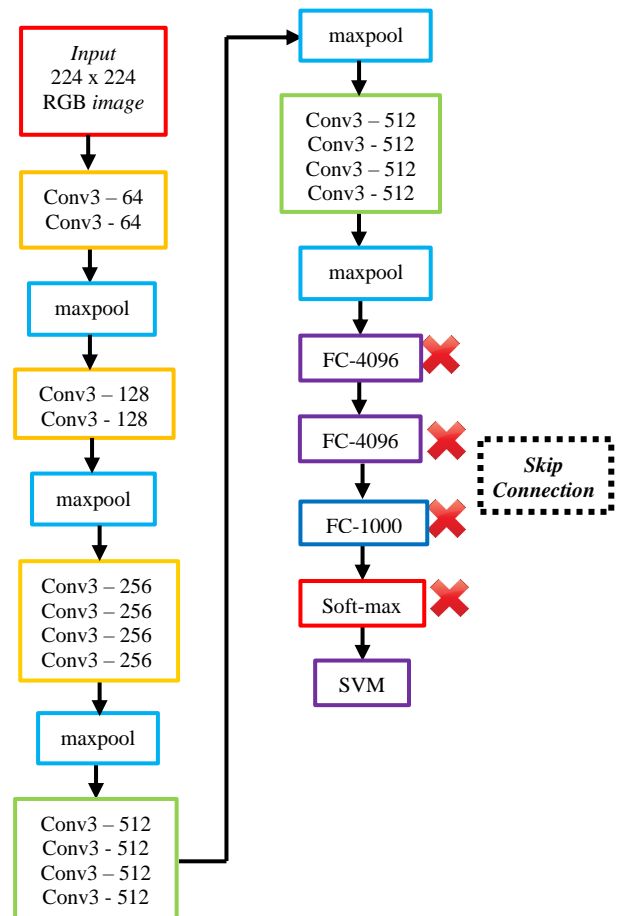 Input
224 x 224
RGB image
Conv3 – 64
Conv3 - 64
maxpool
Conv3 – 128
Conv3 - 128
maxpool
Conv3 – 256
Conv3 – 256
Conv3 – 256
Conv3 – 256
maxpool
Conv3 – 512
Conv3 - 512
Conv3 – 512
Conv3 - 512
maxpool
Conv3 – 512
Conv3 - 512
Conv3 – 512
Conv3 - 512
maxpool
FC-4096
FC-4096
Skip
Connection
FC-1000
Soft-max
SVM